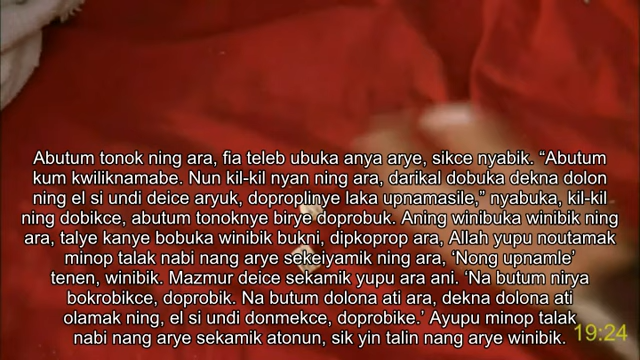 Abutum tonok ning ara, fia teleb ubuka anya arye, sikce nyabik. “Abutum
kum kwiliknamabe. Nun kil-kil nyan ning ara, darikal dobuka dekna dolon
ning el si undi deice aryuk, doproplinye laka upnamasile,” nyabuka, kil-kil
ning dobikce, abutum tonoknye birye doprobuk. Aning winibuka winibik ning
ara, talye kanye bobuka winibik bukni, dipkoprop ara, Allah yupu noutamak
minop talak nabi nang arye sekeiyamik ning ara, ‘Nong upnamle’
tenen, winibik. Mazmur deice sekamik yupu ara ani. ‘Na butum nirya
bokrobikce, doprobik. Na butum dolona ati ara, dekna dolona ati
olamak ning, el si undi donmekce, doprobike.’ Ayupu minop talak
nabi nang arye sekamik atonun, sik yin talin nang arye winibik.
19:24